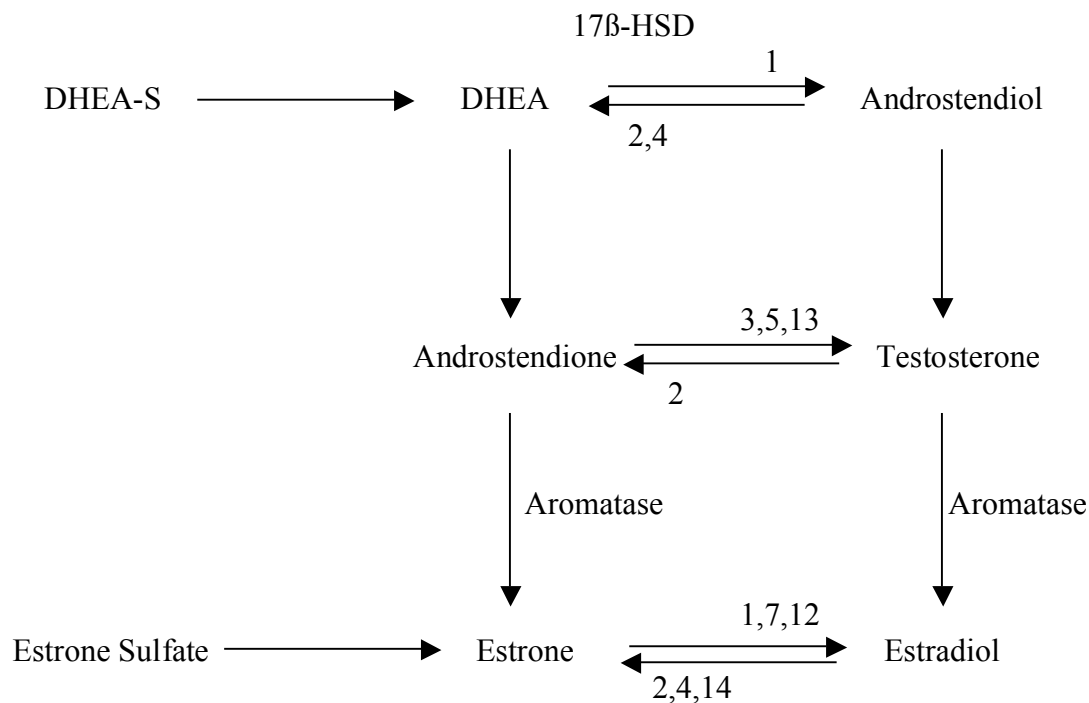 17ß-HSD
1
DHEA-S DHEA Androstendiol
2,4
3,5,13
Androstendione Testosterone
2
Aromatase Aromatase
1,7,12
Estrone Sulfate Estrone Estradiol
2,4,14